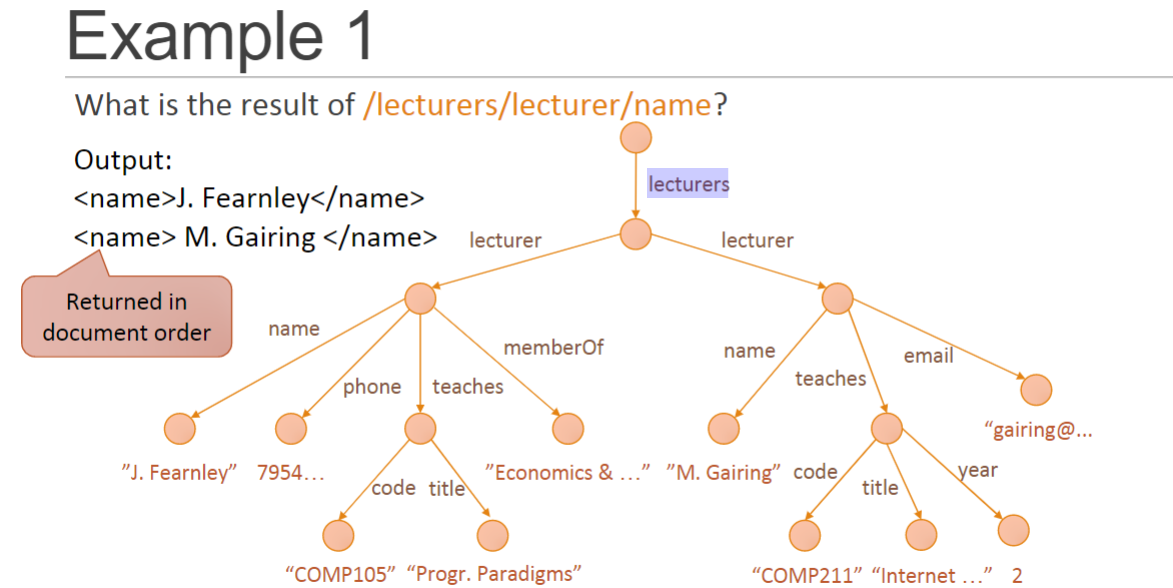 Example 1
What is the result of /lecturers/lecturer/name?
Output:
<name>J. Fearnley</name>
<name> M. Gairing </name>
Returned in
document order
lecturers
lecturer
lecturer
name
phone
teaches
memberOf
name
teaches
email
”J. Fearnley”
7954…
”Economics & …”
”M. Gairing”
“gairing@…
code
title
code
title
year
“COMP105”
“Progr. Paradigms”
“COMP211”
“Internet …”
2